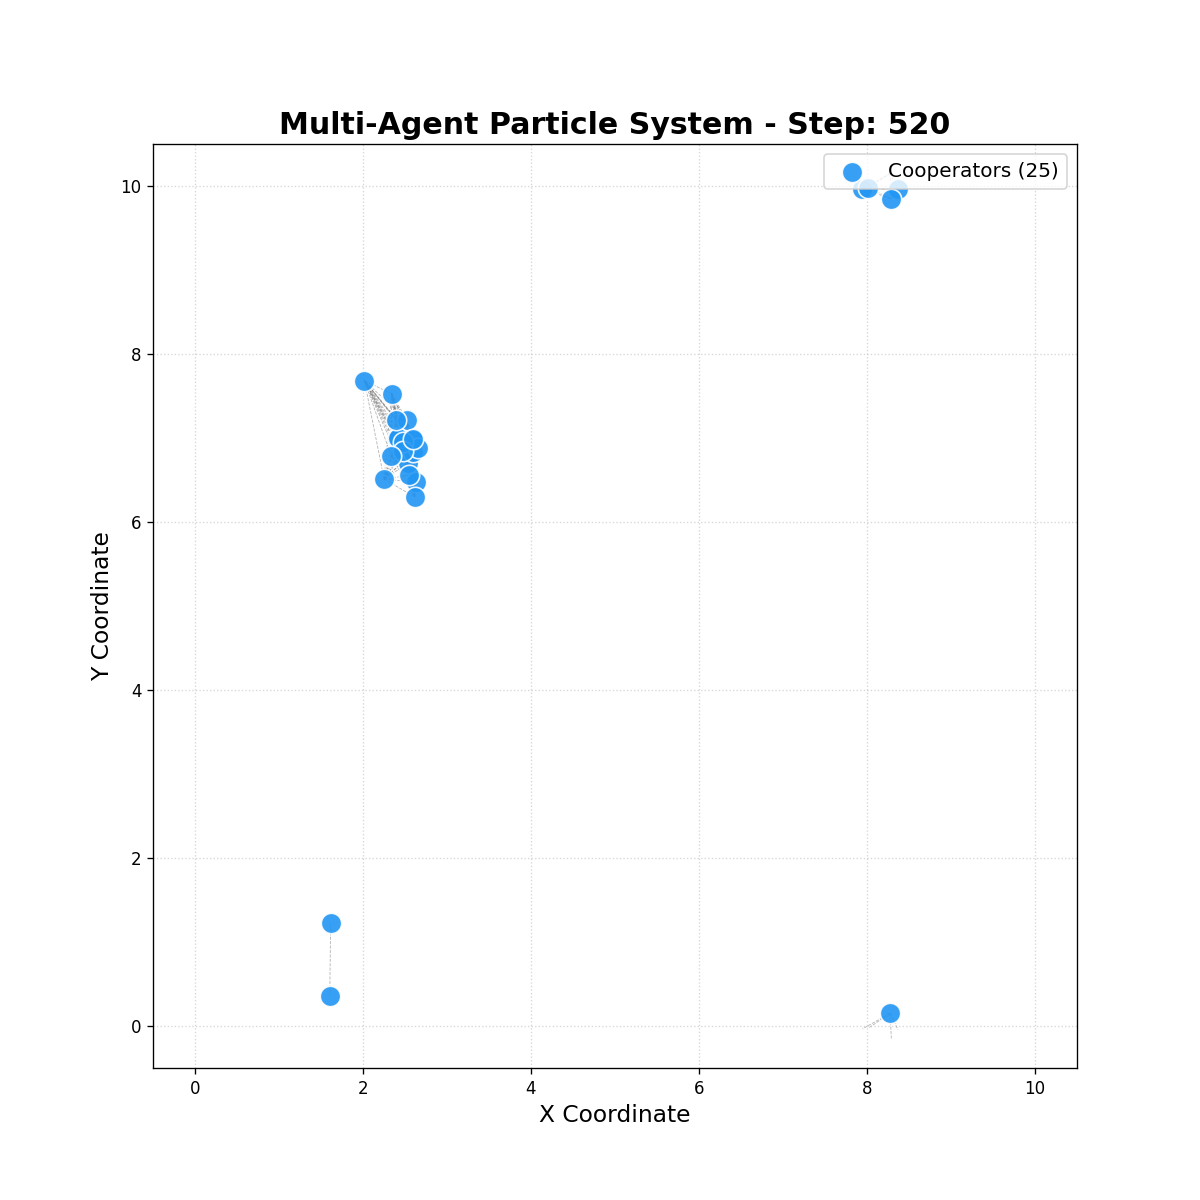 Multi-Agent Particle System - Step: 520
Cooperators (25)
10
8
6
4
2
0
Y Coordinate
0 2 4 6 8 10
X Coordinate